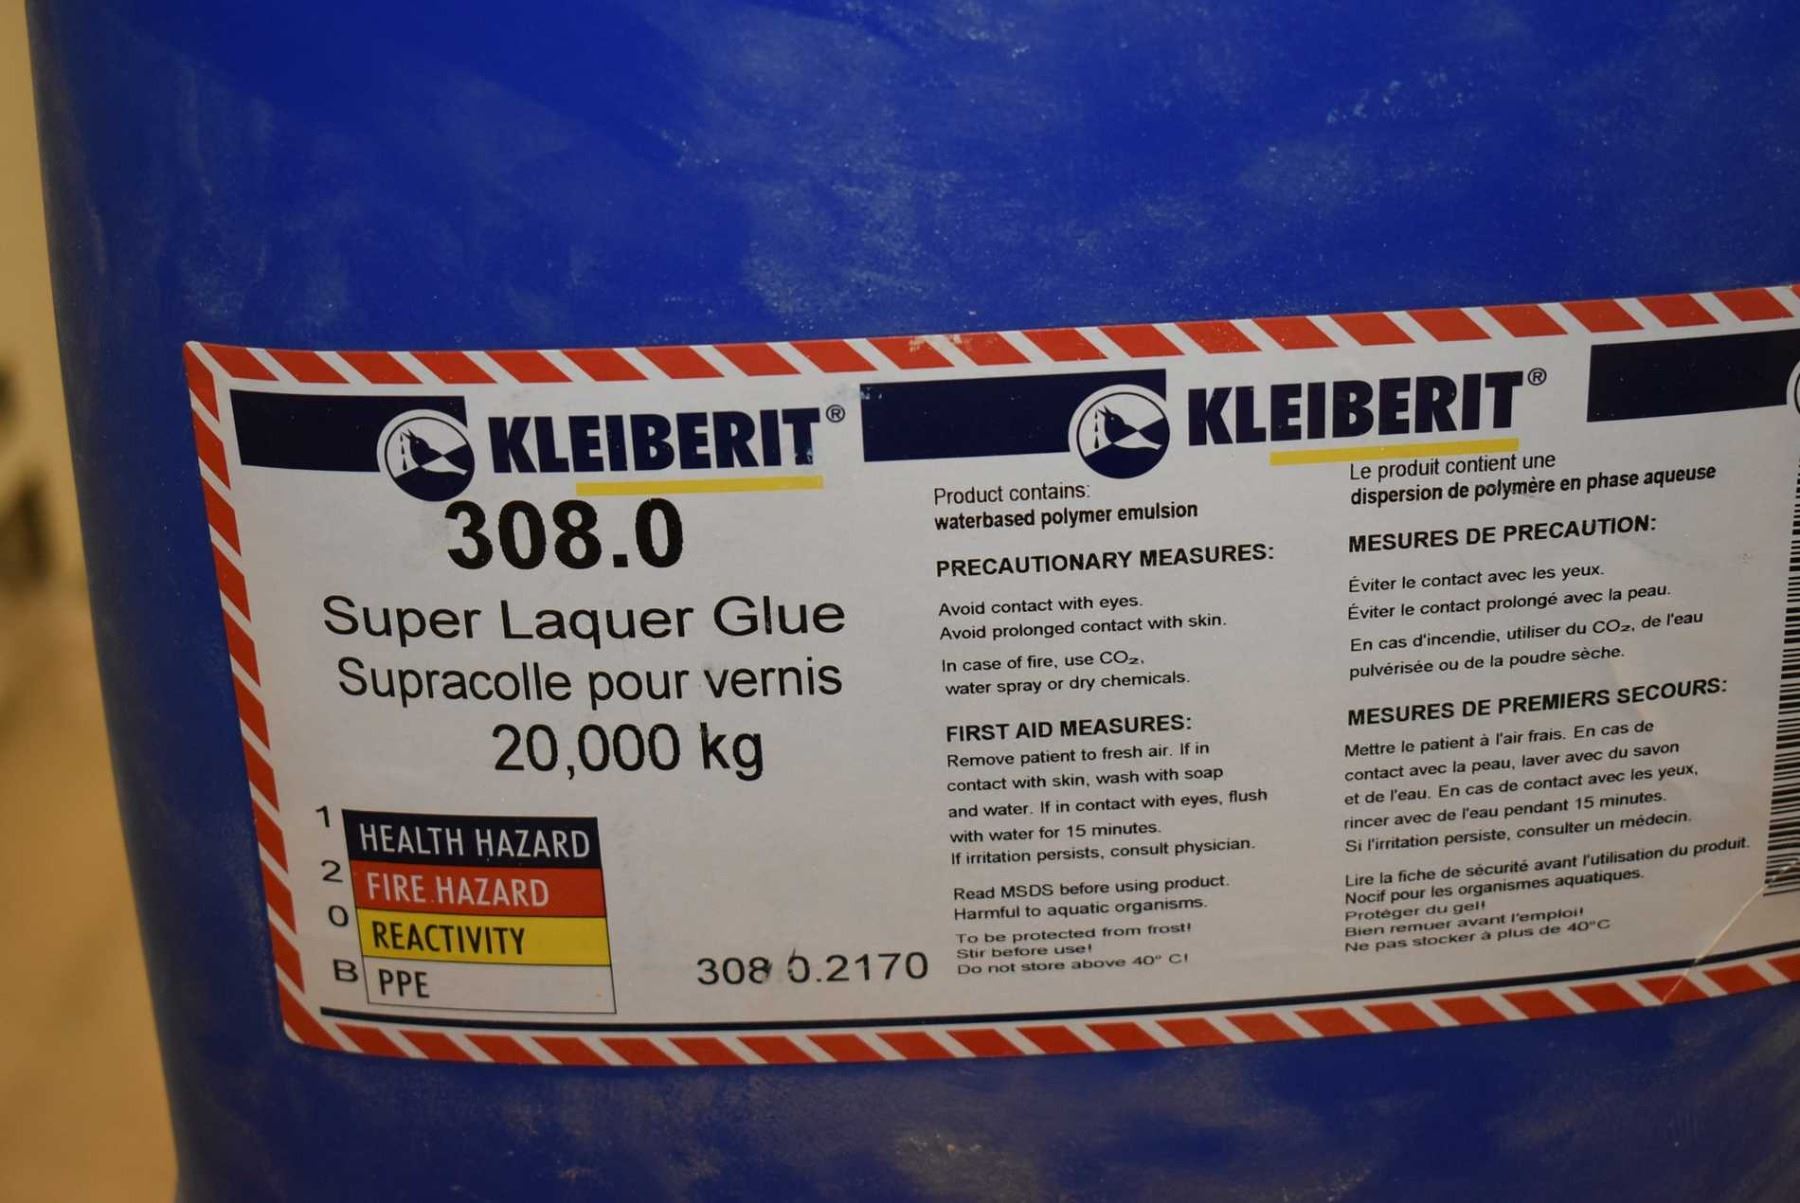 KLEIBERIT®
308.0
Super Laquer Glue
Supracolle pour vernis
20,000 kg
1 HEALTH HAZARD
2 FIRE HAZARD
0 REACTIVITY
B PPE
308 0.2170
KLEIBERIT®
Product contains:
waterbased polymer emulsion
PRECAUTIONARY MEASURES:
Avoid contact with eyes.
Avoid prolonged contact with skin.
In case of fire, use CO₂,
water spray or dry chemicals.
FIRST AID MEASURES:
Remove patient to fresh air. If in
contact with skin, wash with soap
and water. If in contact with eyes, flush
with water for 15 minutes.
If irritation persists, consult physician.
Read MSDS before using product.
Harmful to aquatic organisms.
To be protected from frost!
Stir before use!
Do not store above 40° C!
Le produit contient une
dispersion de polymère en phase aqueuse
MESURES DE PRECAUTION:
Éviter le contact avec les yeux.
Éviter le contact prolongé avec la peau.
En cas d'incendie, utiliser du CO₂, de l'eau
pulvérisée ou de la poudre sèche.
MESURES DE PREMIERS SECOURS:
Mettre le patient à l'air frais. En cas de
contact avec la peau, laver avec du savon
et de l'eau. En cas de contact avec les yeux,
rincer avec de l'eau pendant 15 minutes.
Si l'irritation persiste, consulter un médecin.
Lire la fiche de sécurité avant l'utilisation du produit.
Nocif pour les organismes aquatiques.
Protéger du gel!
Bien remuer avant l'emploi!
Ne pas stocker à plus de 40°C